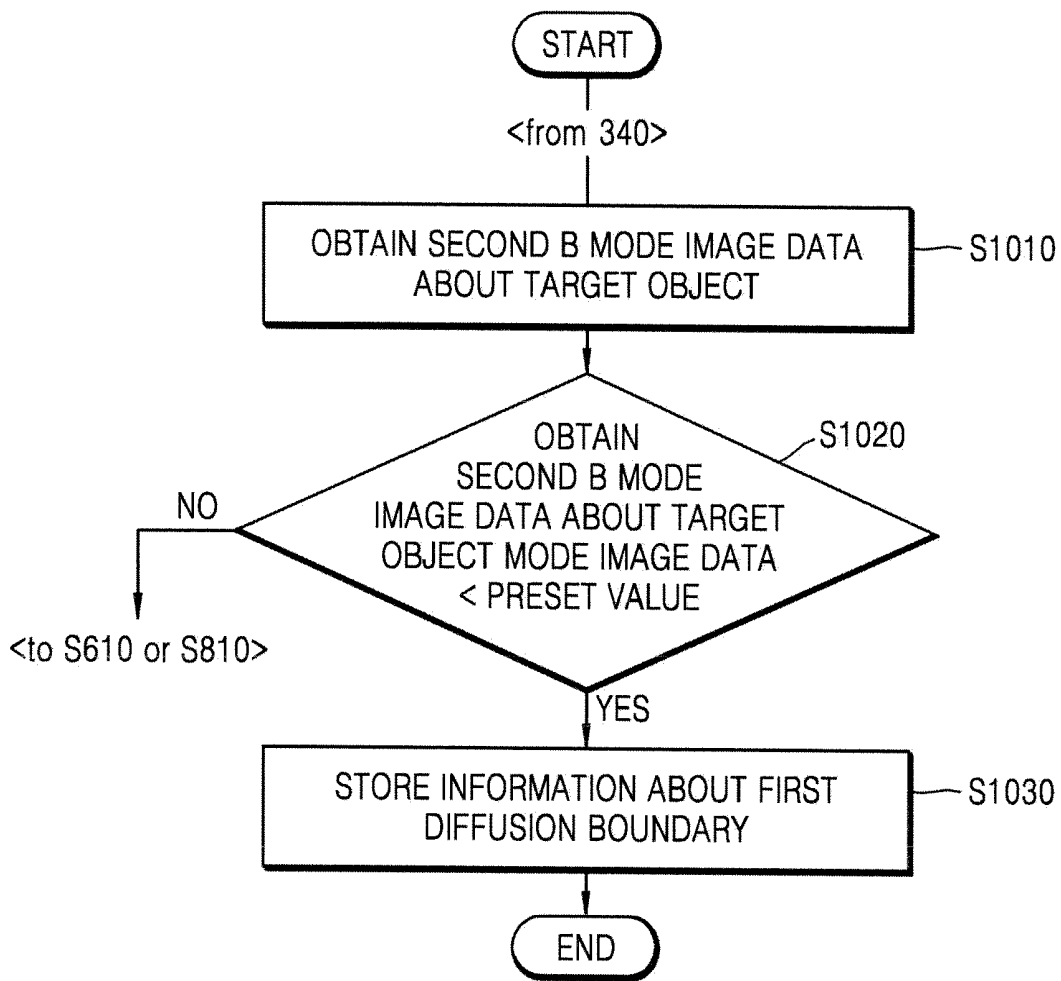 START
<from 340>
OBTAIN SECOND B MODE IMAGE DATA
ABOUT TARGET OBJECT
S1010
OBTAIN
SECOND B MODE
IMAGE DATA ABOUT TARGET
OBJECT MODE IMAGE DATA
< PRESET VALUE
S1020
NO
<to S610 or S810>
YES
STORE INFORMATION ABOUT FIRST
DIFFUSION BOUNDARY
S1030
END